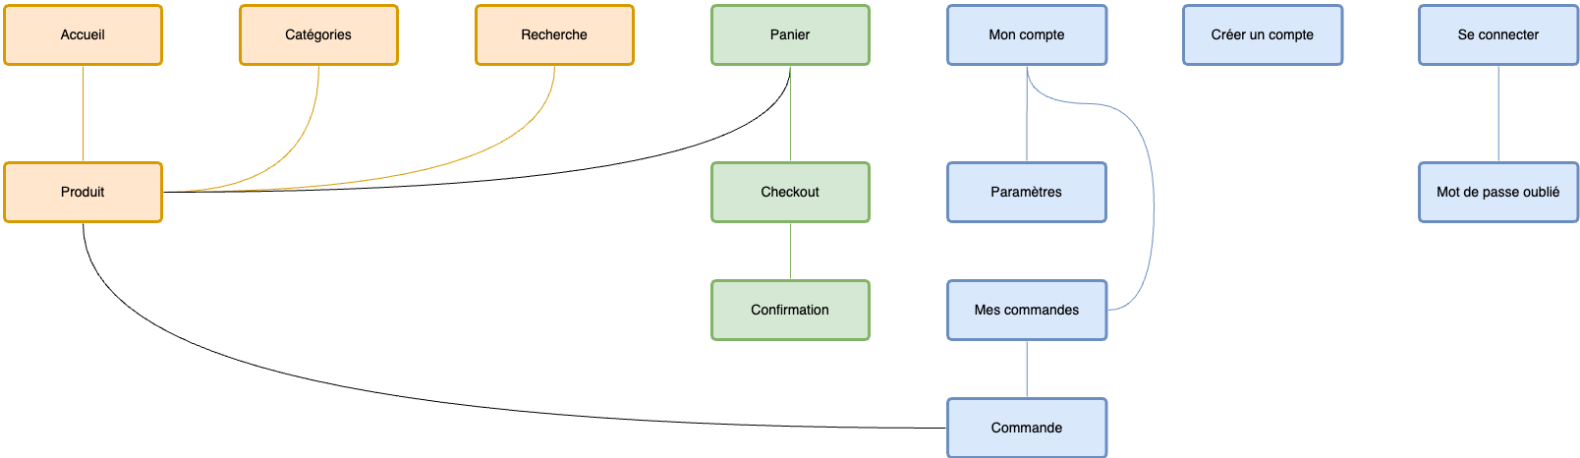 Accueil
Catégories
Recherche
Panier
Mon compte
Créer un compte
Se connecter
Produit
Checkout
Paramètres
Mot de passe oublié
Confirmation
Mes commandes
Commande